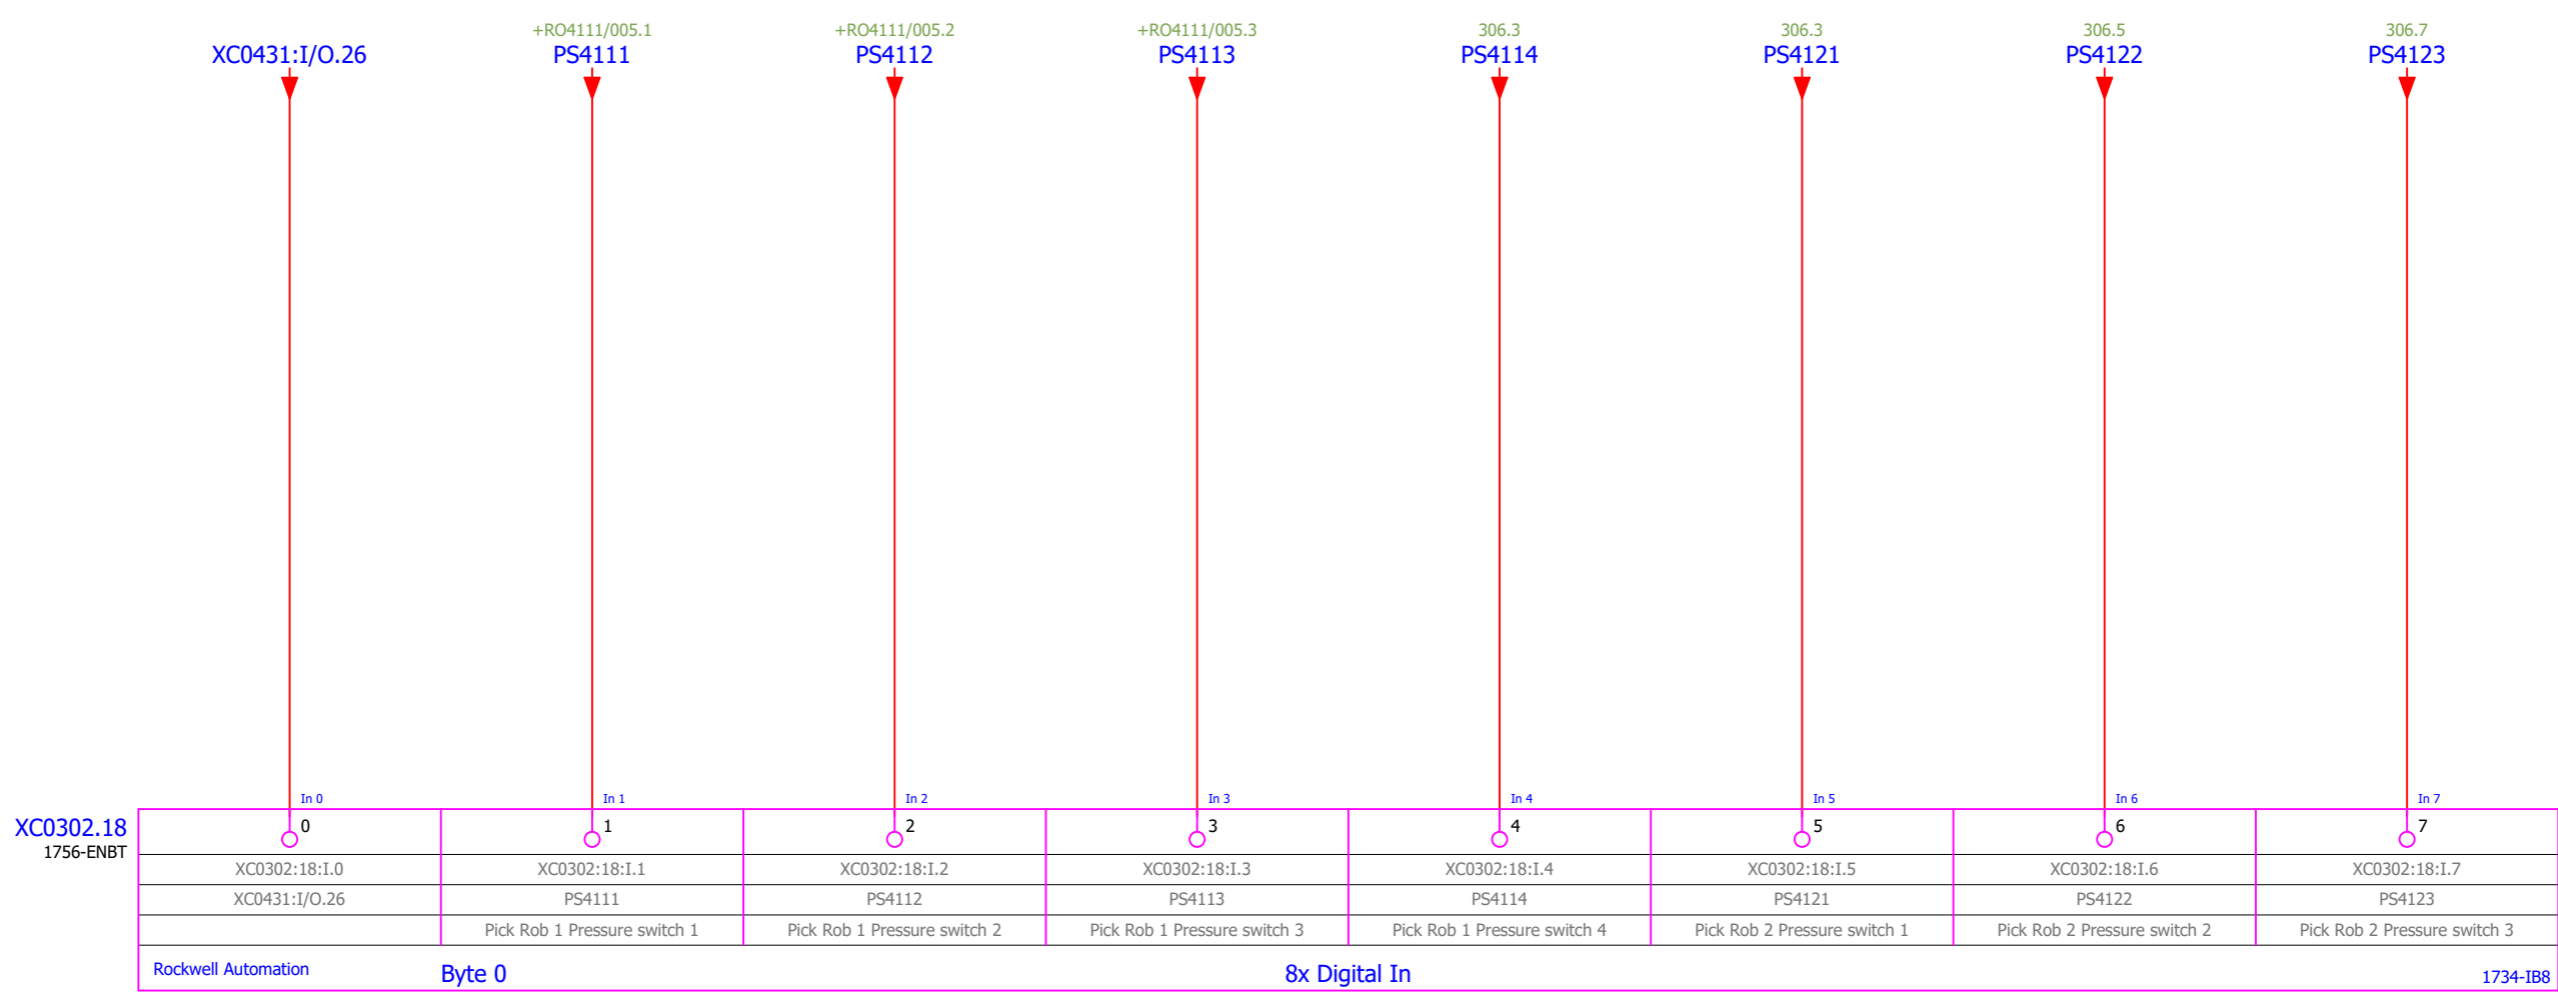 +RO4111/005.1 +RO4111/005.2 +RO4111/005.3 306.3 306.3 306.5 306.7
XC0431:I/O.26 PS4111 PS4112 PS4113 PS4114 PS4121 PS4122 PS4123
In 0 In 1 In 2 In 3 In 4 In 5 In 6 In 7
XC0302.18 0 1 2 3 4 5 6 7
1756-ENBT
XC0302:18:I.0 XC0302:18:I.1 XC0302:18:I.2 XC0302:18:I.3 XC0302:18:I.4 XC0302:18:I.5 XC0302:18:I.6 XC0302:18:I.7
XC0431:I/O.26 PS4111 PS4112 PS4113 PS4114 PS4121 PS4122 PS4123
Pick Rob 1 Pressure switch 1 Pick Rob 1 Pressure switch 2 Pick Rob 1 Pressure switch 3 Pick Rob 1 Pressure switch 4 Pick Rob 2 Pressure switch 1 Pick Rob 2 Pressure switch 2 Pick Rob 2 Pressure switch 3
Rockwell Automation Byte 0 8x Digital In 1734-IB8